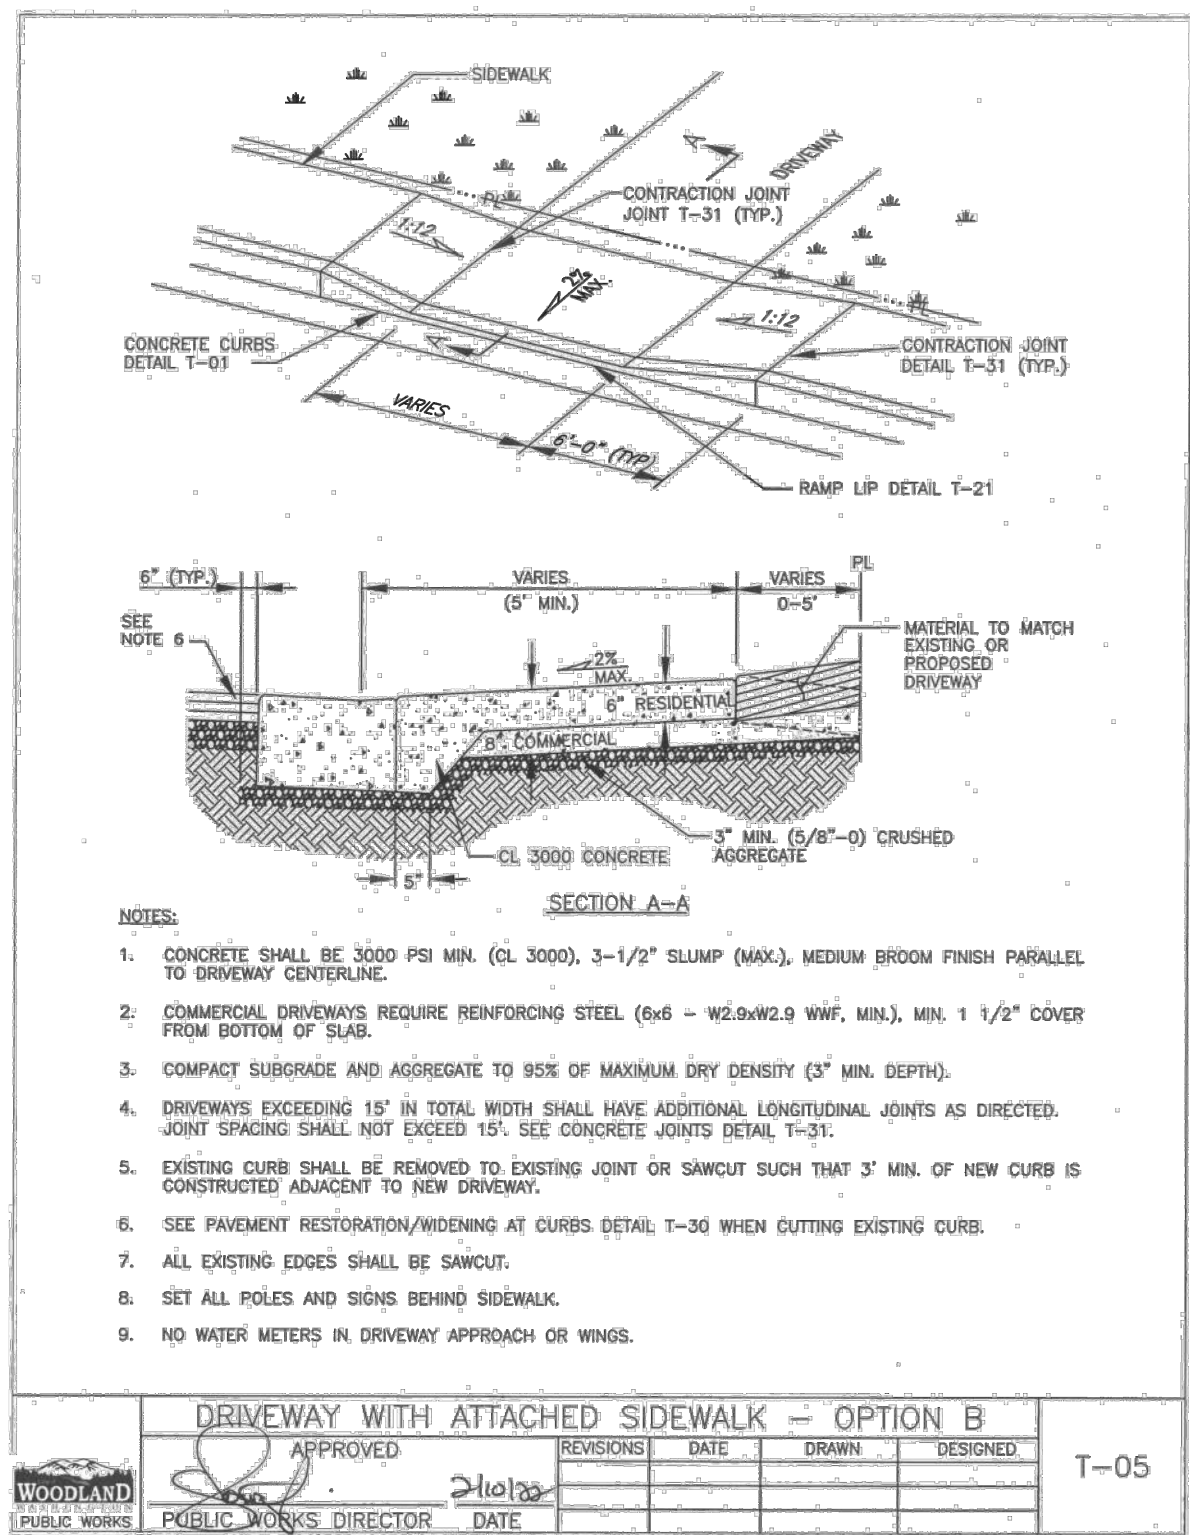 SIDEWALK
A
DRIVEWAY
PL
CONTRACTION JOINT
JOINT T-31 (TYP.)
1:12
2%
MAX.
PL
1:12
CONCRETE CURBS
DETAIL T-01
A
CONTRACTION JOINT
DETAIL T-31 (TYP.)
VARIES
6'-0" (TYP)
RAMP LIP DETAIL T-21
PL
6" (TYP.)
VARIES
(5' MIN.)
VARIES
0-5'
SEE
NOTE 6
MATERIAL TO MATCH
EXISTING OR
PROPOSED
DRIVEWAY
2%
MAX.
6" RESIDENTIAL
8" COMMERCIAL
3" MIN. (5/8"-0) CRUSHED
AGGREGATE
CL 3000 CONCRETE
5"
SECTION A-A
NOTES:
1. CONCRETE SHALL BE 3000 PSI MIN. (CL 3000), 3-1/2" SLUMP (MAX.), MEDIUM BROOM FINISH PARALLEL
TO DRIVEWAY CENTERLINE.
2. COMMERCIAL DRIVEWAYS REQUIRE REINFORCING STEEL (6x6 - W2.9xW2.9 WWF, MIN.), MIN. 1 1/2" COVER
FROM BOTTOM OF SLAB.
3. COMPACT SUBGRADE AND AGGREGATE TO 95% OF MAXIMUM DRY DENSITY (3" MIN. DEPTH).
4. DRIVEWAYS EXCEEDING 15' IN TOTAL WIDTH SHALL HAVE ADDITIONAL LONGITUDINAL JOINTS AS DIRECTED.
JOINT SPACING SHALL NOT EXCEED 15'. SEE CONCRETE JOINTS DETAIL T-31.
5. EXISTING CURB SHALL BE REMOVED TO EXISTING JOINT OR SAWCUT SUCH THAT 3' MIN. OF NEW CURB IS
CONSTRUCTED ADJACENT TO NEW DRIVEWAY.
6. SEE PAVEMENT RESTORATION/WIDENING AT CURBS DETAIL T-30 WHEN CUTTING EXISTING CURB.
7. ALL EXISTING EDGES SHALL BE SAWCUT.
8. SET ALL POLES AND SIGNS BEHIND SIDEWALK.
9. NO WATER METERS IN DRIVEWAY APPROACH OR WINGS.
DRIVEWAY WITH ATTACHED SIDEWALK - OPTION B
APPROVED
REVISIONS DATE DRAWN DESIGNED
T-05
2/10/22
WOODLAND
PUBLIC WORKS
PUBLIC WORKS DIRECTOR DATE